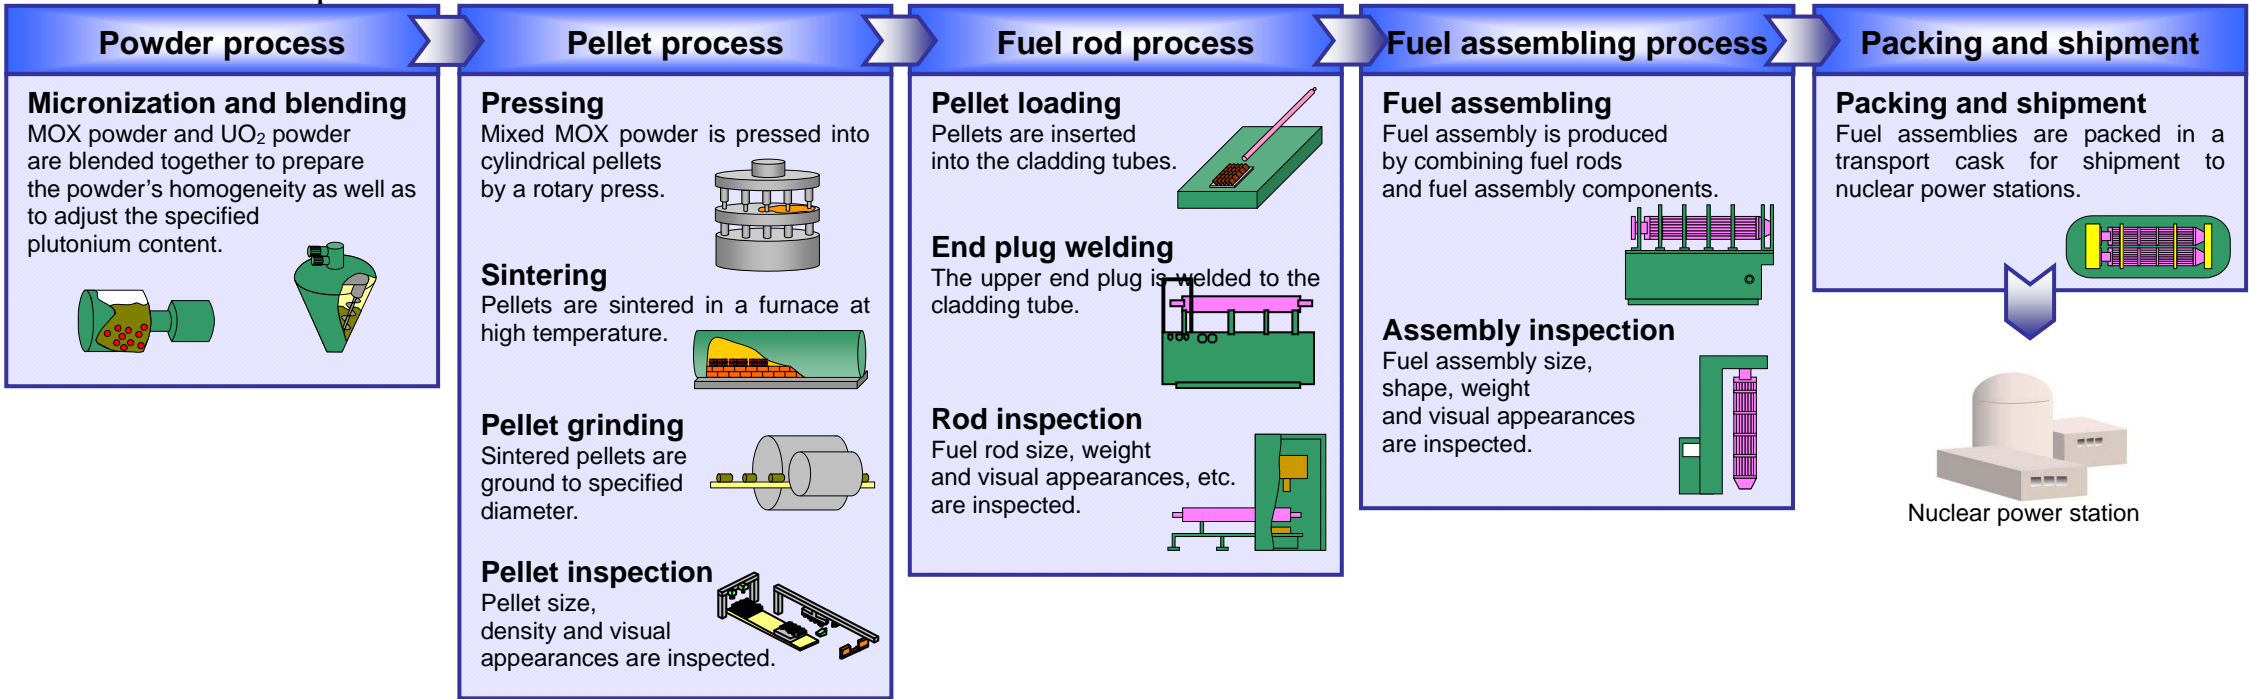 Powder process
Micronization and blending
MOX powder and UO₂ powder
are blended together to prepare
the powder's homogeneity as well as
to adjust the specified
plutonium content.
Pellet process
Pressing
Mixed MOX powder is pressed into
cylindrical pellets
by a rotary press.
Sintering
Pellets are sintered in a furnace at
high temperature.
Pellet grinding
Sintered pellets are
ground to specified
diameter.
Pellet inspection
Pellet size,
density and visual
appearances are inspected.
Fuel rod process
Pellet loading
Pellets are inserted
into the cladding tubes.
End plug welding
The upper end plug is welded to the
cladding tube.
Rod inspection
Fuel rod size, weight
and visual appearances, etc.
are inspected.
Fuel assembling process
Fuel assembling
Fuel assembly is produced
by combining fuel rods
and fuel assembly components.
Assembly inspection
Fuel assembly size,
shape, weight
and visual appearances
are inspected.
Packing and shipment
Packing and shipment
Fuel assemblies are packed in a
transport cask for shipment to
nuclear power stations.
Nuclear power station